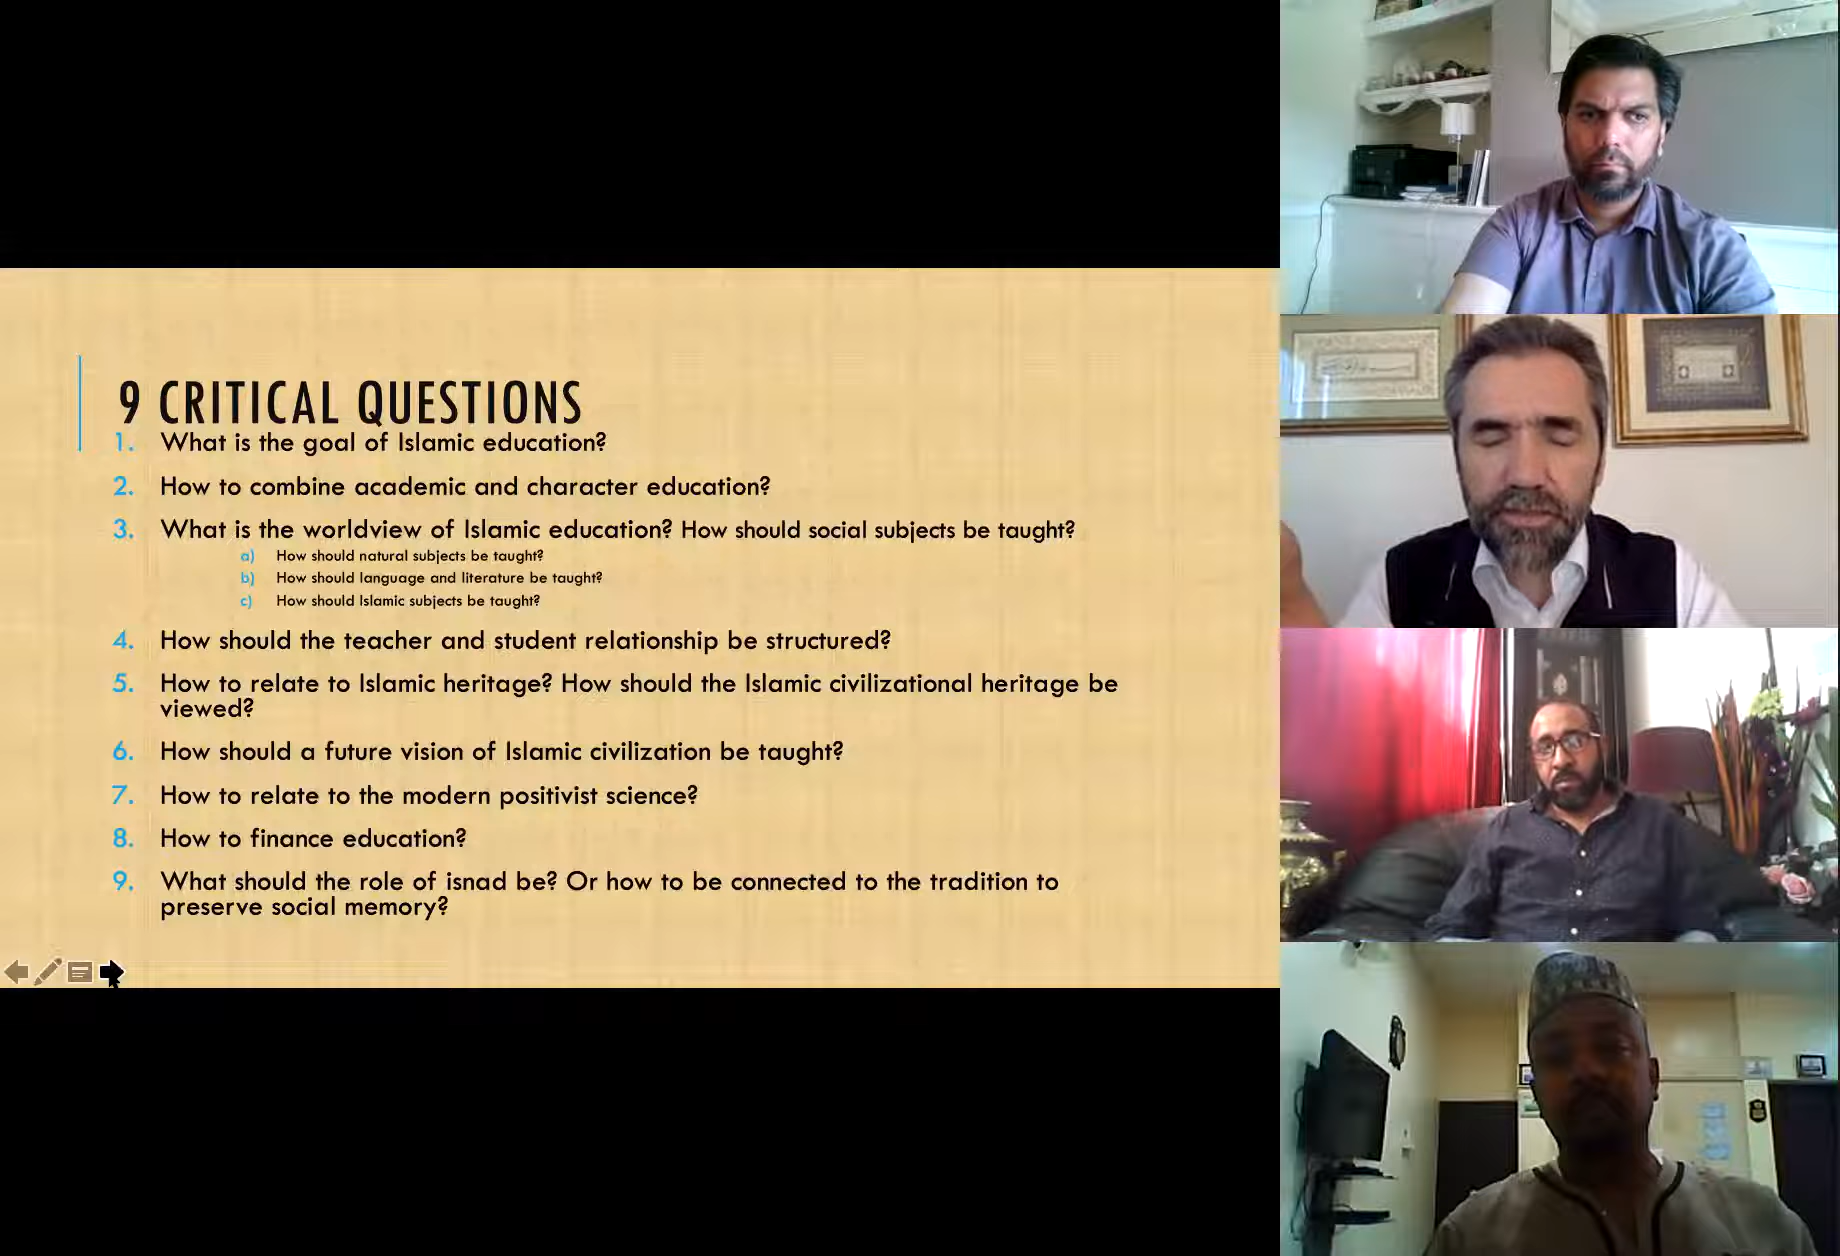 9 CRITICAL QUESTIONS
1. What is the goal of Islamic education?
2. How to combine academic and character education?
3. What is the worldview of Islamic education? How should social subjects be taught?
a) How should natural subjects be taught?
b) How should language and literature be taught?
c) How should Islamic subjects be taught?
4. How should the teacher and student relationship be structured?
5. How to relate to Islamic heritage? How should the Islamic civilizational heritage be
viewed?
6. How should a future vision of Islamic civilization be taught?
7. How to relate to the modern positivist science?
8. How to finance education?
9. What should the role of isnad be? Or how to be connected to the tradition to
preserve social memory?